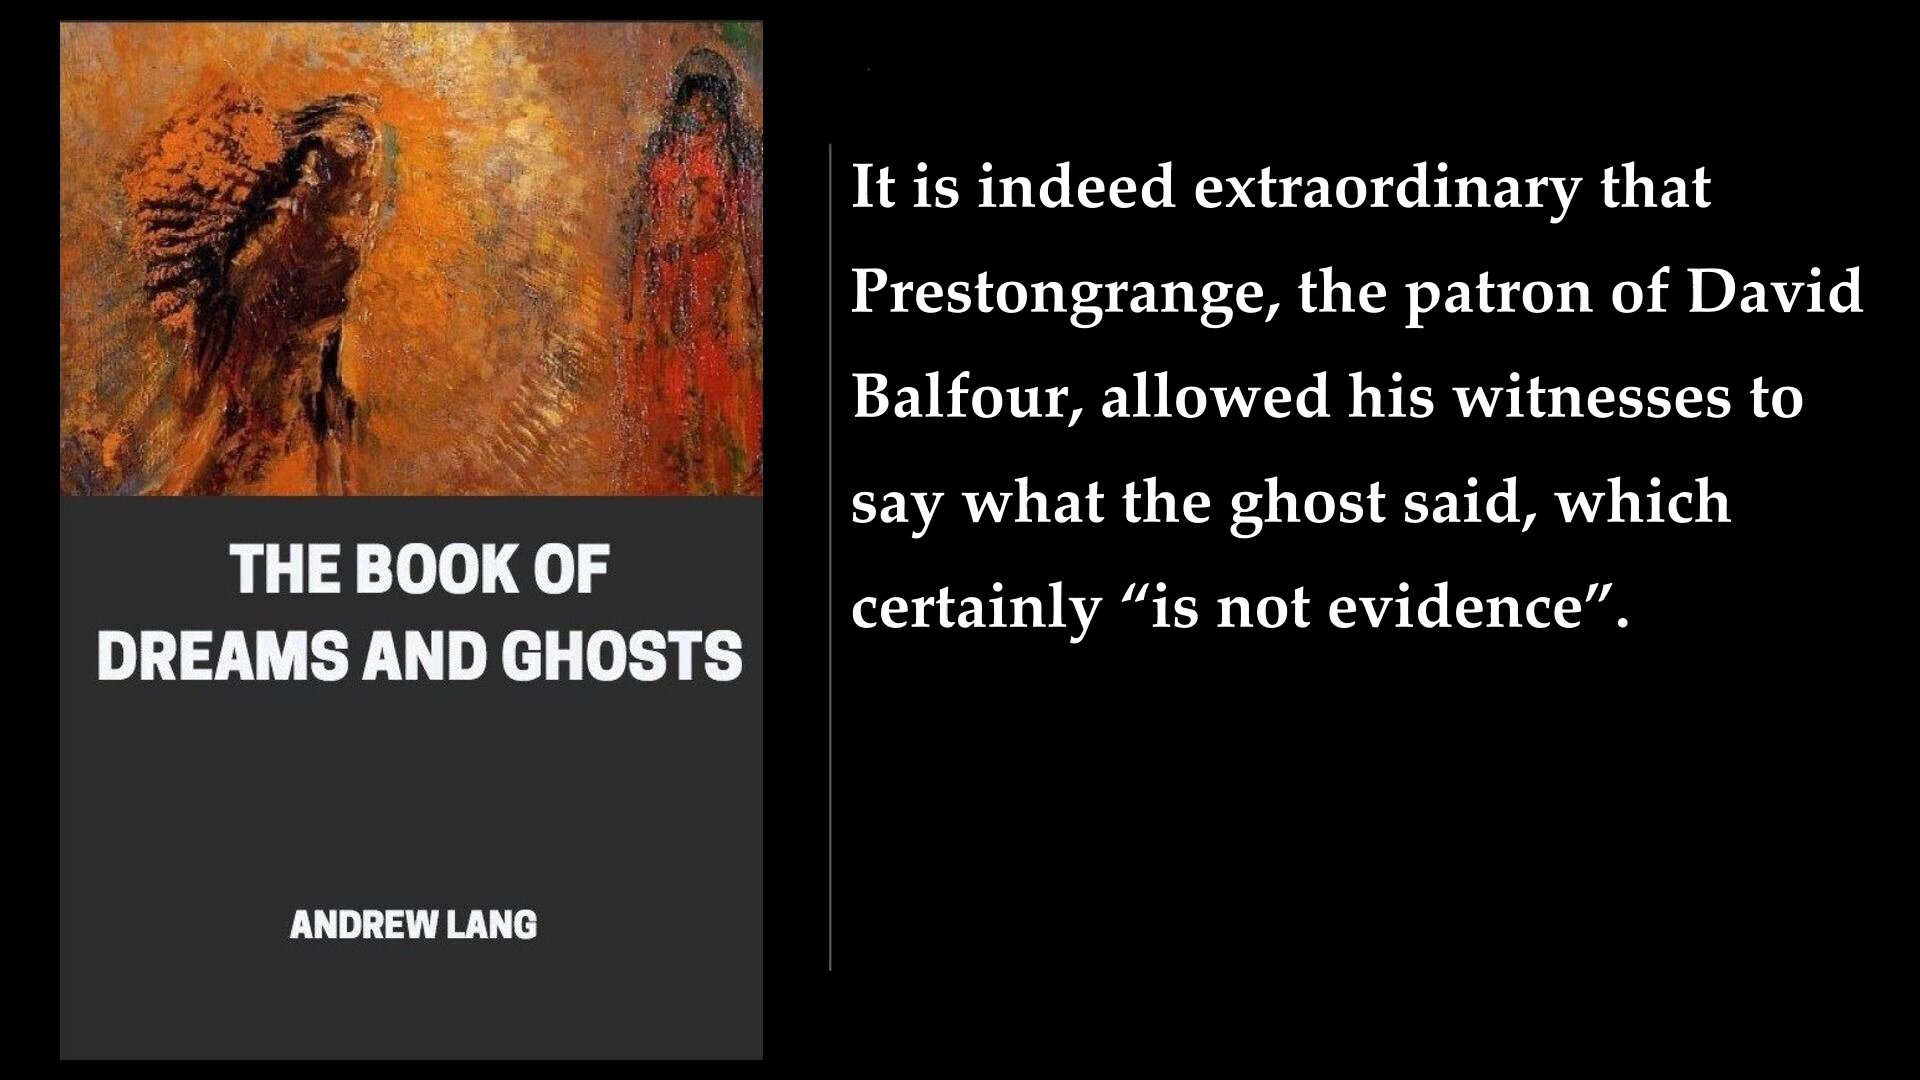 THE BOOK OF
DREAMS AND GHOSTS
ANDREW LANG
It is indeed extraordinary that
Prestongrange, the patron of David
Balfour, allowed his witnesses to
say what the ghost said, which
certainly “is not evidence”.